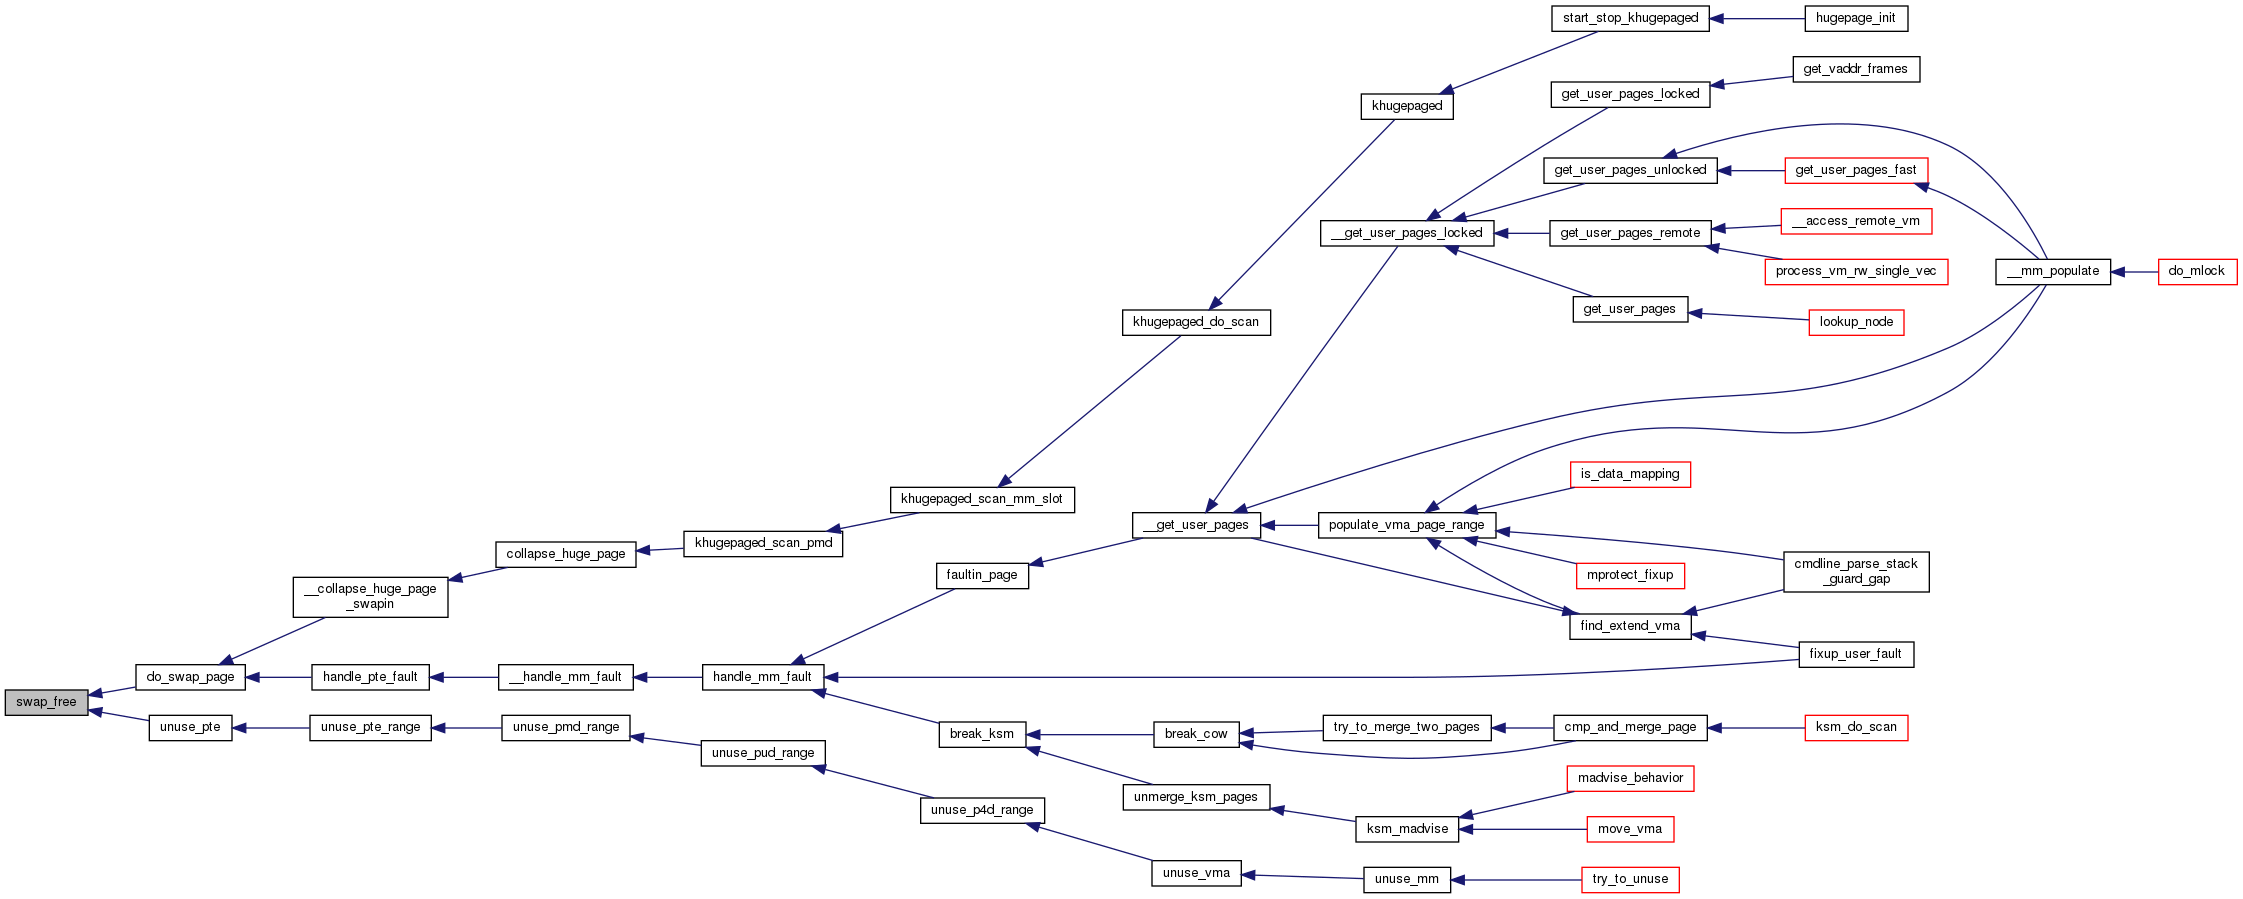 start_stop_khugepaged
hugepage_init
get_vaddr_frames
get_user_pages_locked
khugepaged
get_user_pages_unlocked
get_user_pages_fast
__access_remote_vm
__get_user_pages_locked
get_user_pages_remote
process_vm_rw_single_vec
__mm_populate
do_mlock
get_user_pages
lookup_node
khugepaged_do_scan
is_data_mapping
khugepaged_scan_mm_slot
__get_user_pages
populate_vma_page_range
khugepaged_scan_pmd
collapse_huge_page
cmdline_parse_stack
_guard_gap
faultin_page
mprotect_fixup
__collapse_huge_page
_swapin
find_extend_vma
fixup_user_fault
do_swap_page
handle_pte_fault
__handle_mm_fault
handle_mm_fault
swap_free
unuse_pte
unuse_pte_range
unuse_pmd_range
break_ksm
break_cow
try_to_merge_two_pages
cmp_and_merge_page
ksm_do_scan
unuse_pud_range
madvise_behavior
unmerge_ksm_pages
unuse_p4d_range
ksm_madvise
move_vma
unuse_vma
unuse_mm
try_to_unuse